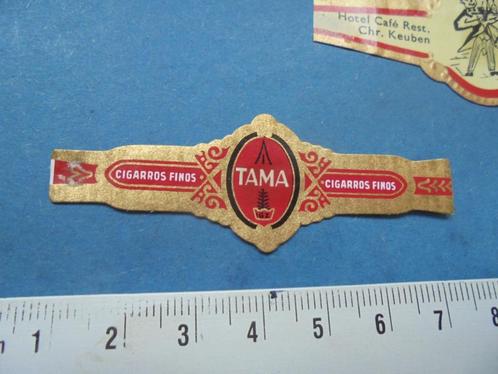 Hotel Café Rest.
Chr. Keuben
CIGARROS FINOS
TAMA
CIGARROS FINOS
1 2 3 4 5 6 7 8